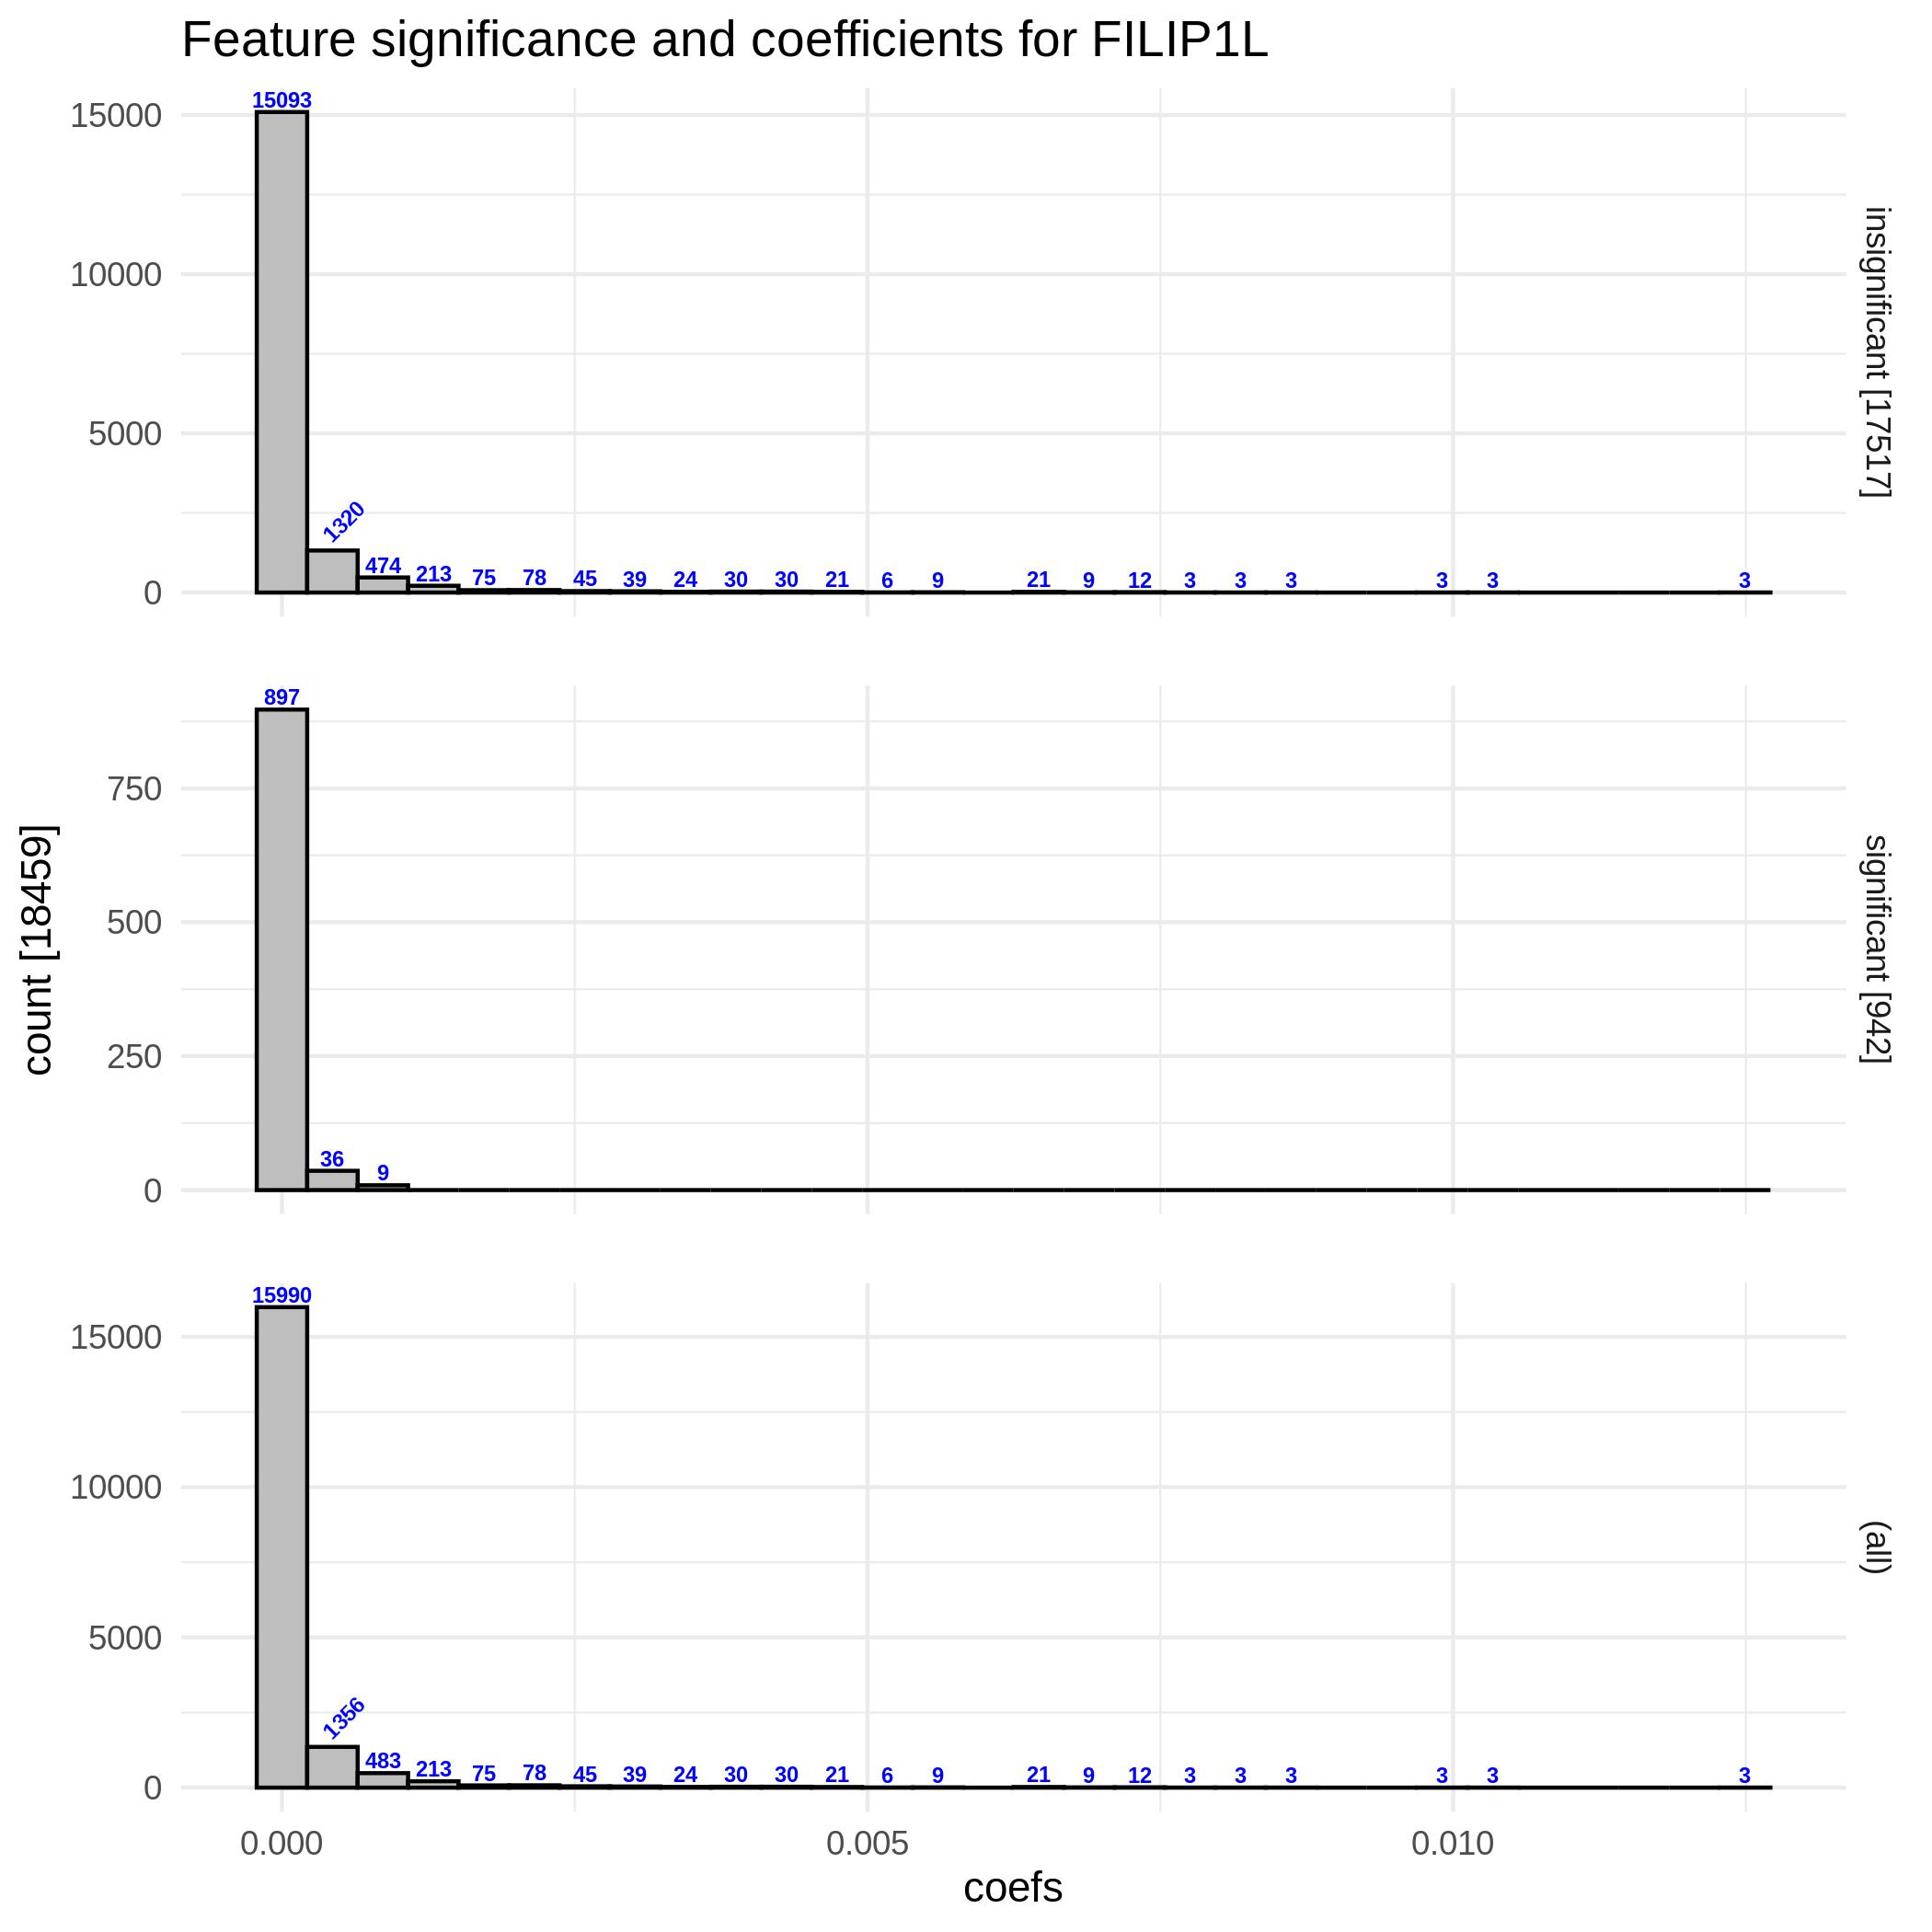 Feature significance and coefficients for FILIP1L
15093
15000
10000
5000
0
1320
474 213 75 78 45 39 24 30 30 21 6 9 21 9 12 3 3 3 3 3 3
insignificant [17517]
897
750
500
250
0
36
9
significant [942]
count [18459]
15990
15000
10000
5000
0
1356
483 213 75 78 45 39 24 30 30 21 6 9 21 9 12 3 3 3 3 3 3
(all)
0.000 0.005 0.010
coefs